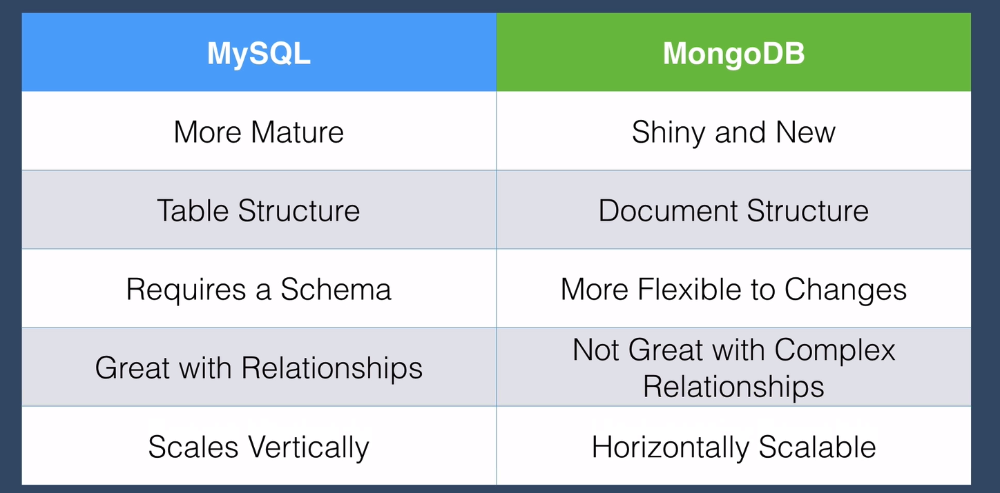 MySQL
MongoDB
More Mature
Shiny and New
Table Structure
Document Structure
Requires a Schema
More Flexible to Changes
Great with Relationships
Not Great with Complex
Relationships
Scales Vertically
Horizontally Scalable